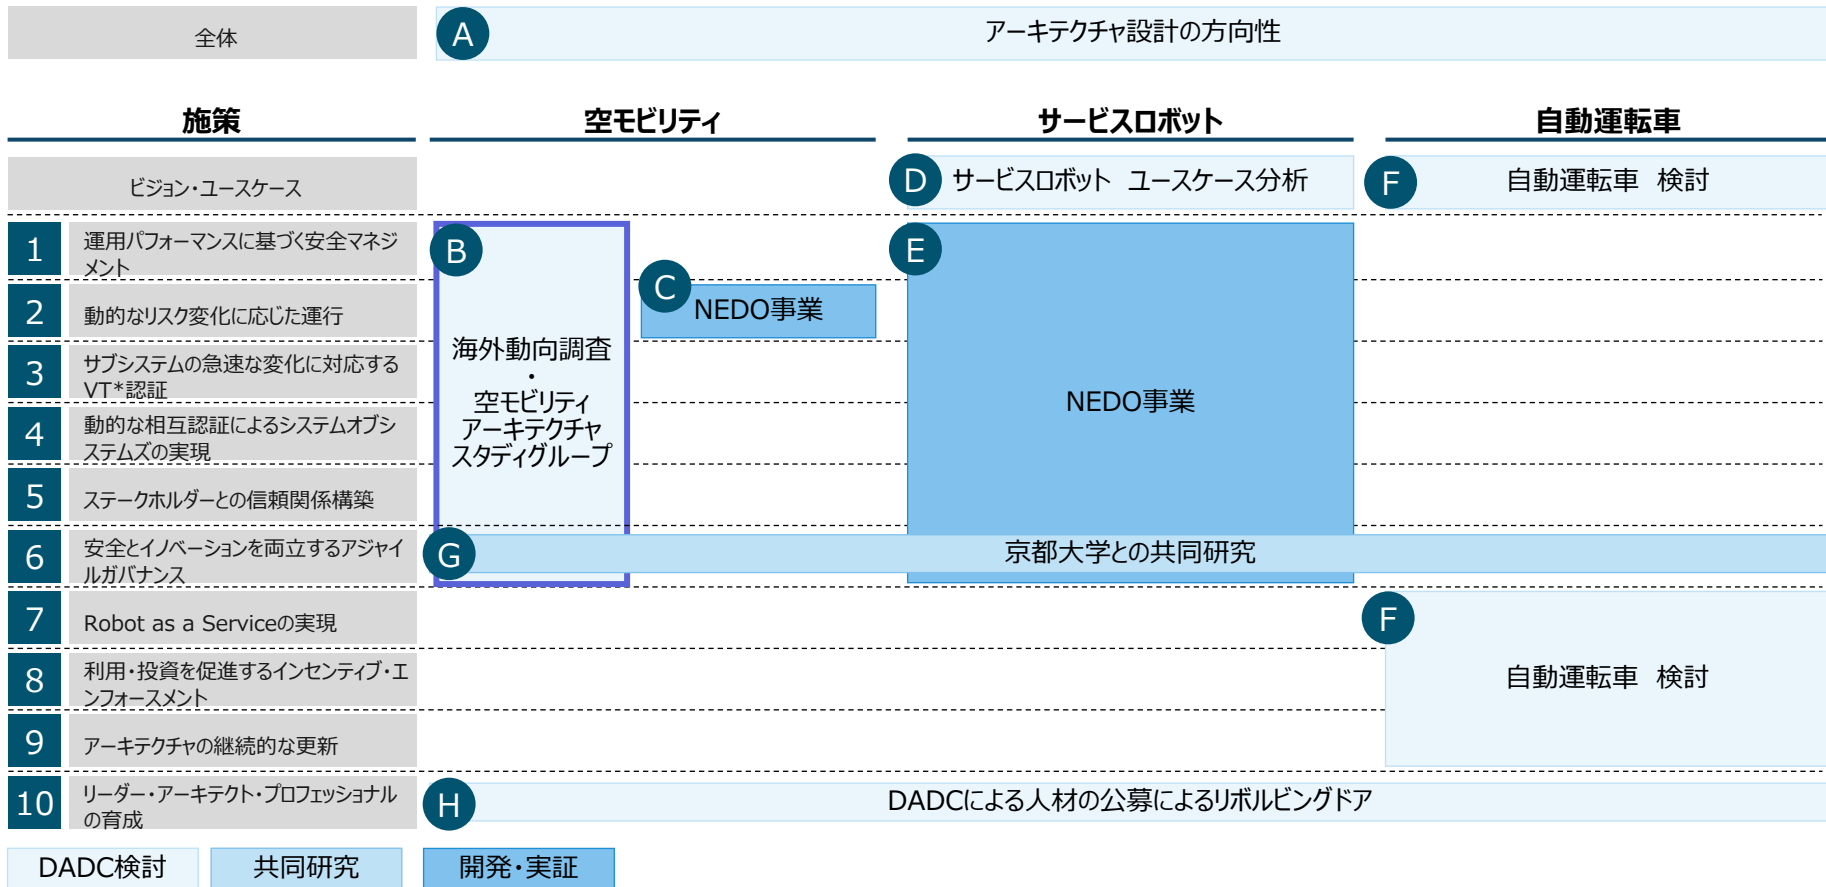 全体
A
アーキテクチャ設計の方向性
施策
空モビリティ
サービスロボット
自動運転車
ビジョン・ユースケース
D
サービスロボット ユースケース分析
F
自動運転車 検討
1
運用パフォーマンスに基づく安全マネジ
メント
B
E
2
動的なリスク変化に応じた運行
C
NEDO事業
3
サブシステムの急速な変化に対応する
VT*認証
海外動向調査
・
空モビリティ
アーキテクチャ
スタディグループ
NEDO事業
4
動的な相互認証によるシステムオブシ
ステムズの実現
5
ステークホルダーとの信頼関係構築
6
安全とイノベーションを両立するアジャイ
ルガバナンス
G
京都大学との共同研究
7
Robot as a Serviceの実現
F
8
利用・投資を促進するインセンティブ・エ
ンフォースメント
自動運転車 検討
9
アーキテクチャの継続的な更新
10
リーダー・アーキテクト・プロフェッショナル
の育成
H
DADCによる人材の公募によるリボルビングドア
DADC検討
共同研究
開発・実証